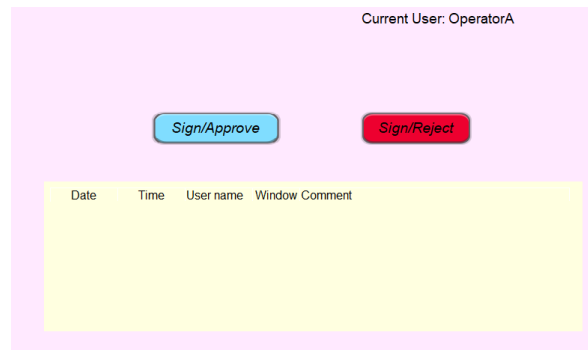 Current User: OperatorA
Sign/Approve Sign/Reject
Date Time User name Window Comment